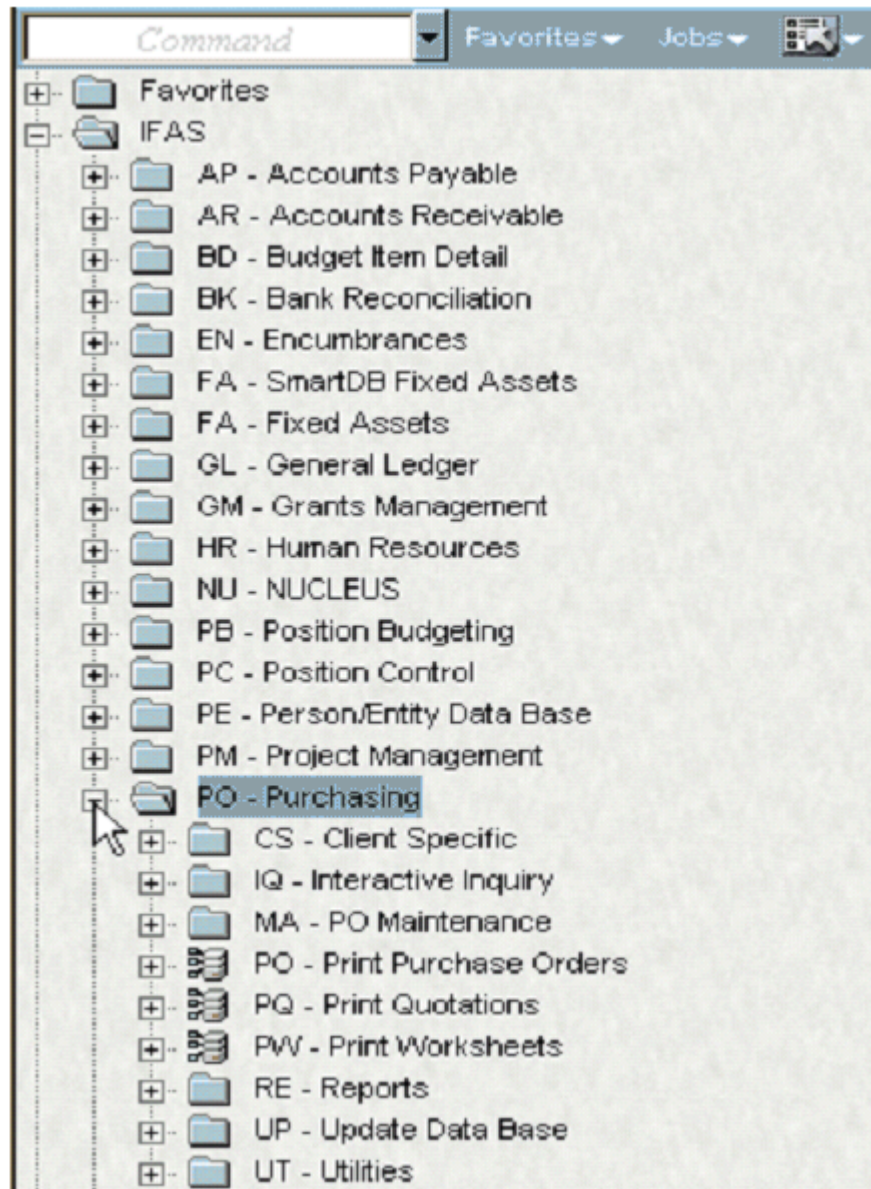 Command Favorites Jobs
Favorites
IFAS
AP - Accounts Payable
AR - Accounts Receivable
BD - Budget Item Detail
BK - Bank Reconciliation
EN - Encumbrances
FA - SmartDB Fixed Assets
FA - Fixed Assets
GL - General Ledger
GM - Grants Management
HR - Human Resources
NU - NUCLEUS
PB - Position Budgeting
PC - Position Control
PE - Person/Entity Data Base
PM - Project Management
PO - Purchasing
CS - Client Specific
IQ - Interactive Inquiry
MA - PO Maintenance
PO - Print Purchase Orders
PQ - Print Quotations
PW - Print Worksheets
RE - Reports
UP - Update Data Base
UT - Utilities